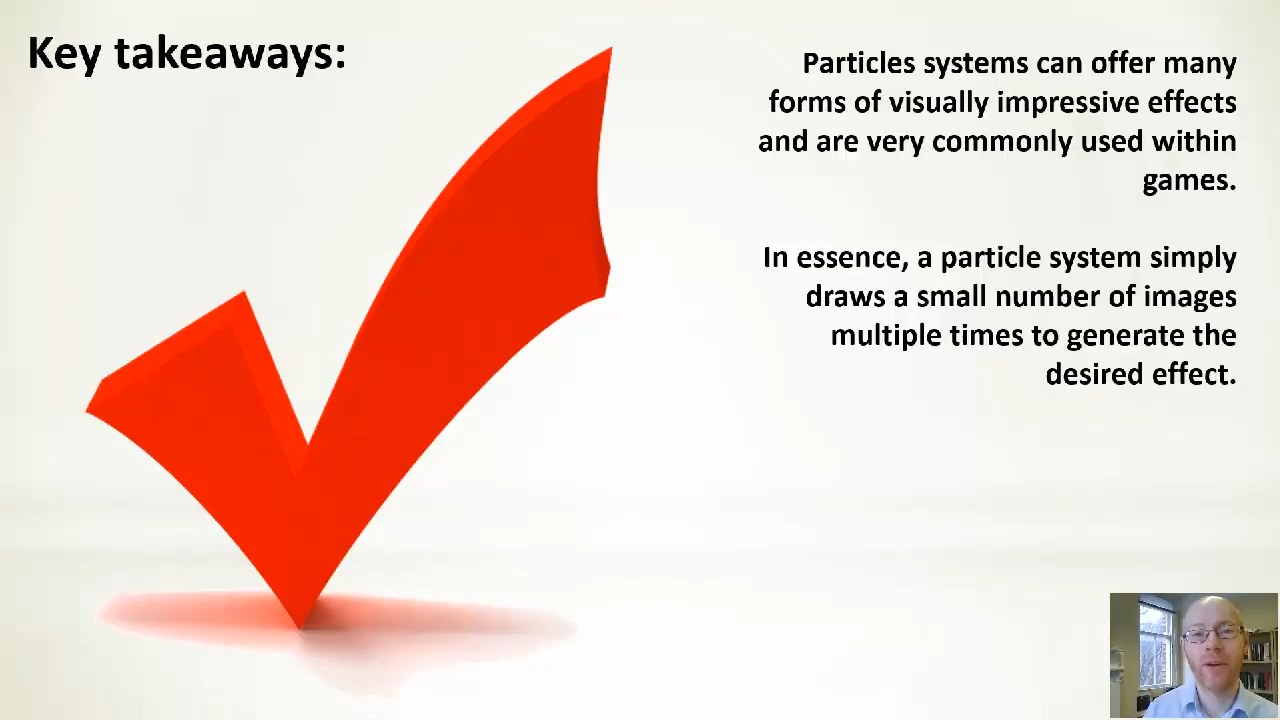 Key takeaways:
Particles systems can offer many
forms of visually impressive effects
and are very commonly used within
games.
In essence, a particle system simply
draws a small number of images
multiple times to generate the
desired effect.